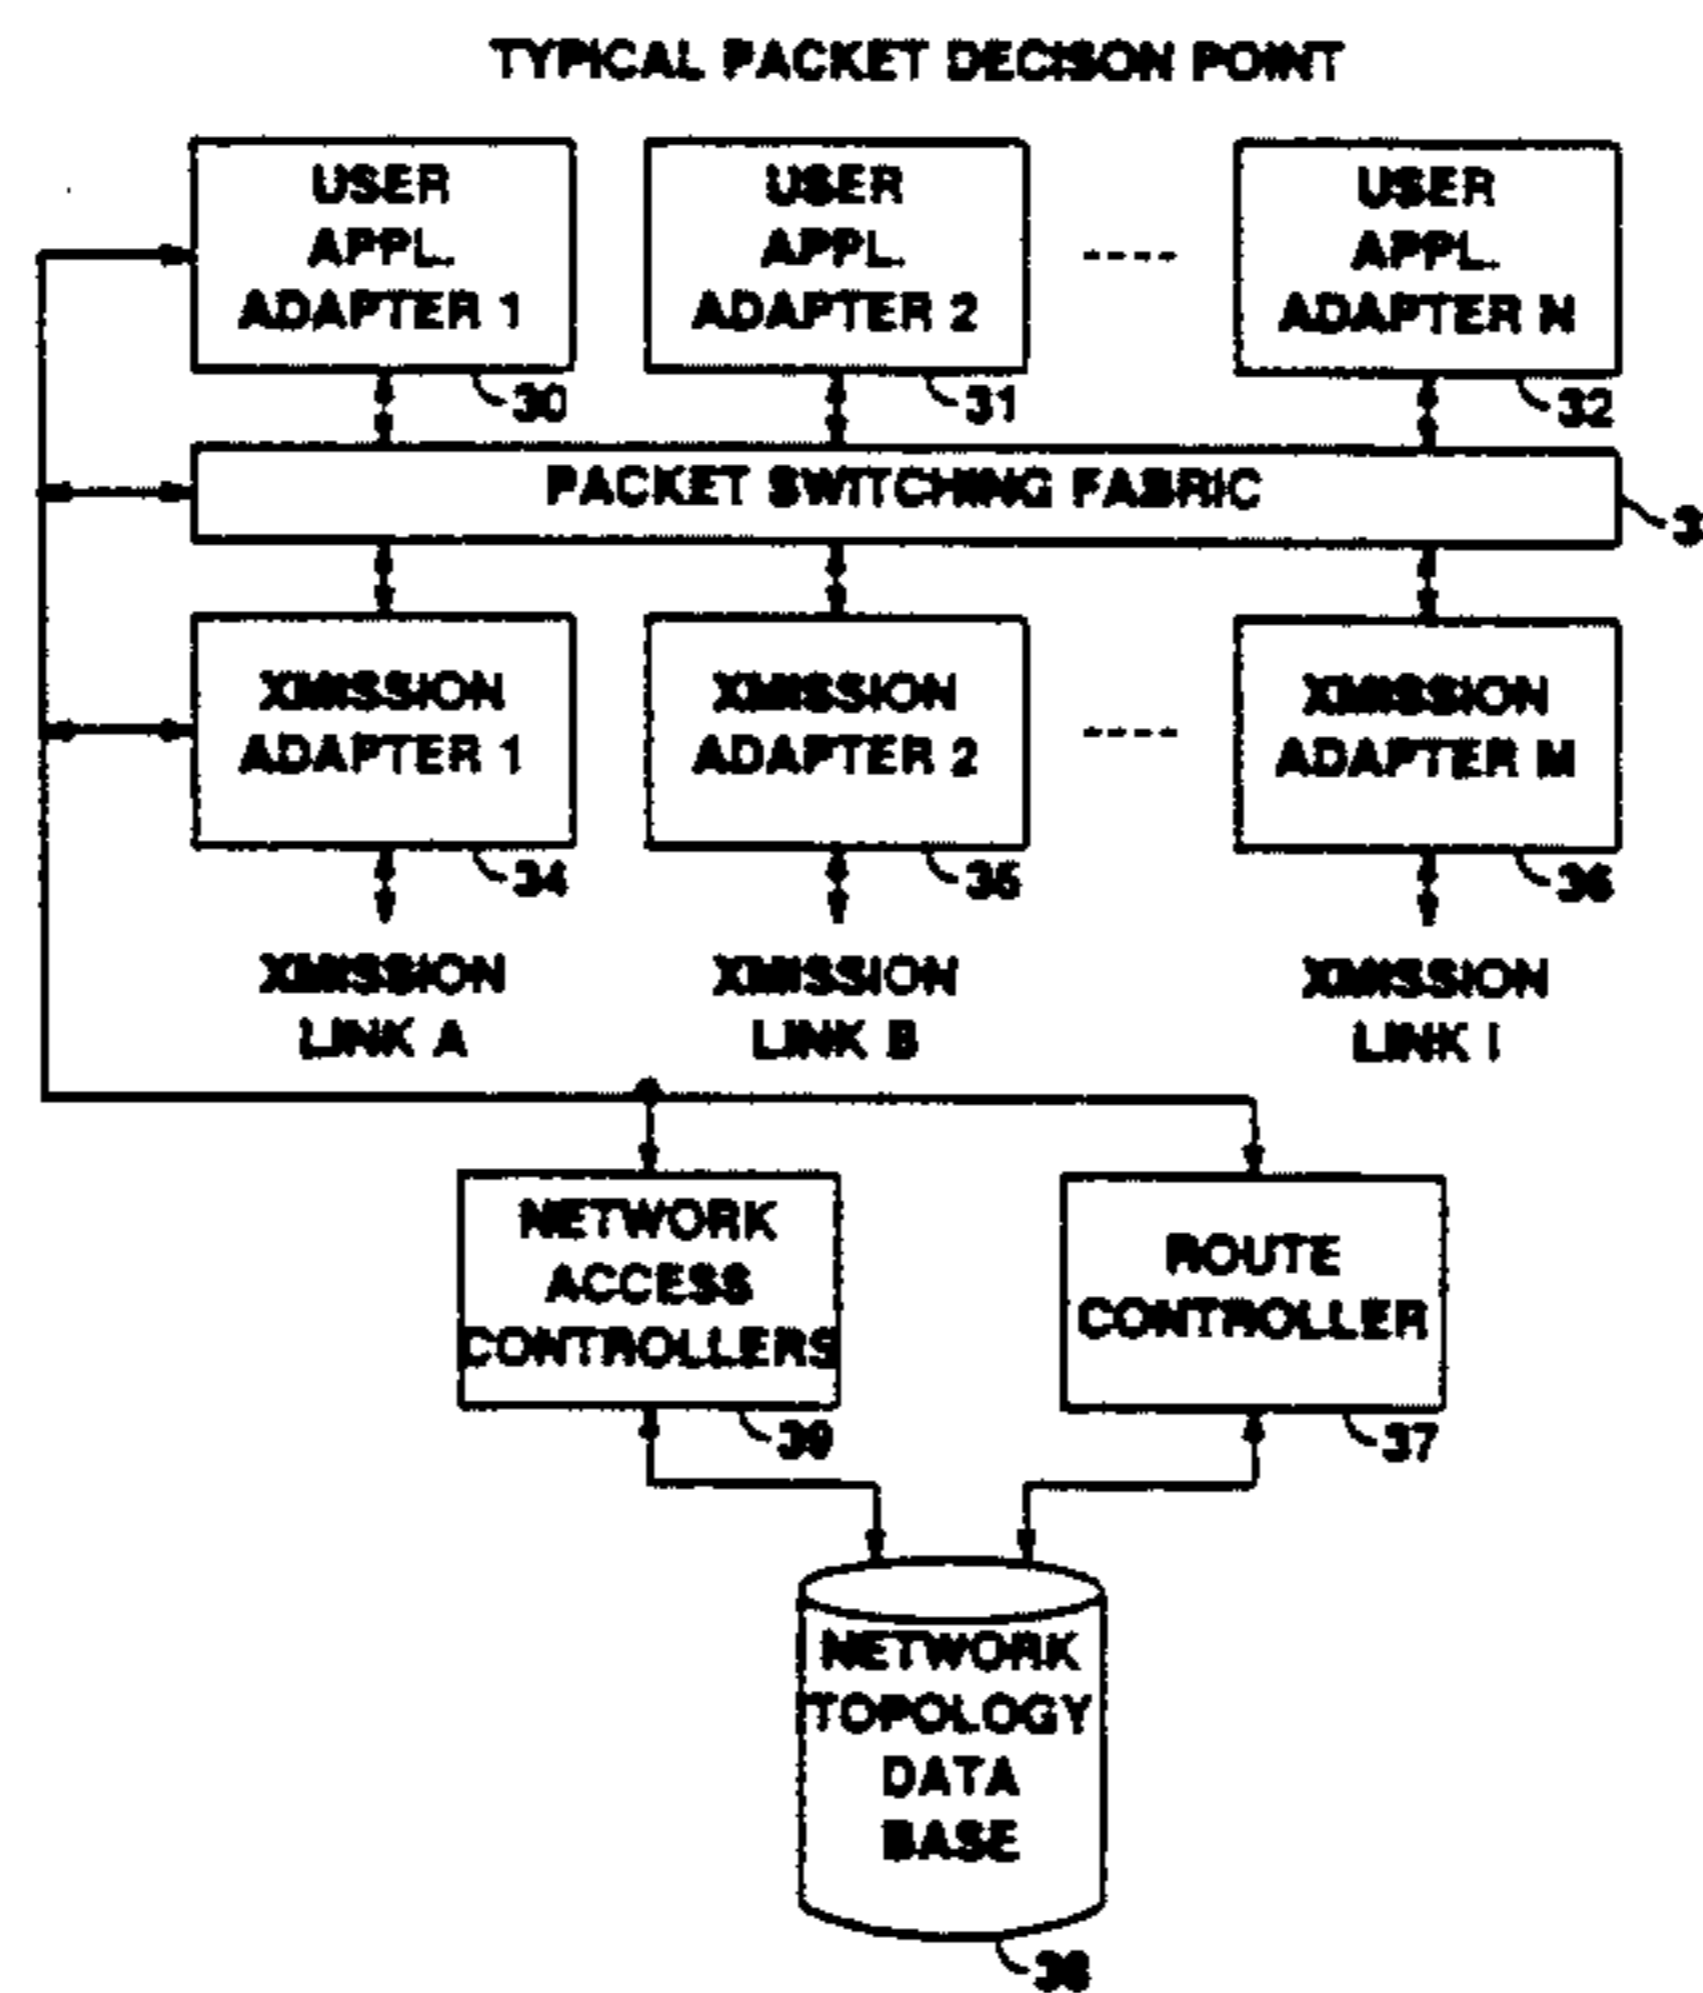 TYPICAL PACKET DECISON POINT
USER
APPL.
ADAPTER 1
USER
APPL.
ADAPTER 2
----
USER
APPL.
ADAPTER N
30
31
32
PACKET SWITCHING FABRIC
3
XMISSION
ADAPTER 1
XMISSION
ADAPTER 2
----
XMISSION
ADAPTER M
34
35
36
XMISSION
LINK A
XMISSION
LINK B
XMISSION
LINK I
NETWORK
ACCESS
CONTROLLERS
ROUTE
CONTROLLER
39
37
NETWORK
TOPOLOGY
DATA
BASE
38